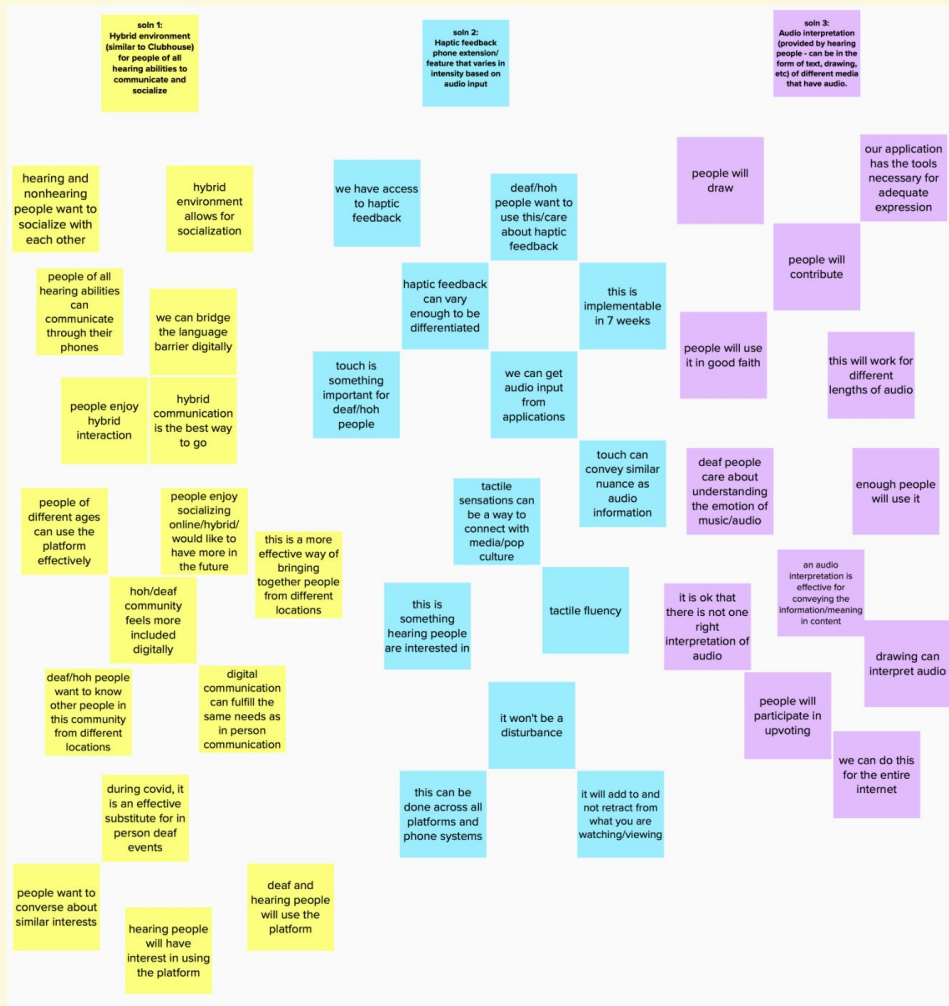 soln 1:
Hybrid environment
(similar to Clubhouse)
for people of all
hearing abilities to
communicate and
socialize
soln 2:
Haptic feedback
phone extension/
feature that varies in
intensity based on
audio input
soln 3:
Audio interpretation
(provided by hearing
people - can be in the
form of text, drawing,
etc) of different media
that have audio.
hearing and
nonhearing
people want to
socialize with
each other
hybrid
environment
allows for
socialization
people of all
hearing abilities
can
communicate
through their
phones
we can bridge
the language
barrier digitally
people enjoy
hybrid
interaction
hybrid
communication
is the best way
to go
people of
different ages
can use the
platform
effectively
people enjoy
socializing
online/hybrid/
would like to
have more in
the future
this is a more
effective way of
bringing
together people
from different
locations
hoh/deaf
community
feels more
included
digitally
deaf/hoh people
want to know
other people in
this community
from different
locations
digital
communication
can fulfill the
same needs as
in person
communication
during covid, it
is an effective
substitute for in
person deaf
events
people want to
converse about
similar interests
hearing people
will have
interest in using
the platform
deaf and
hearing people
will use the
platform
we have access
to haptic
feedback
deaf/hoh
people want to
use this/care
about haptic
feedback
haptic feedback
can vary
enough to be
differentiated
this is
implementable
in 7 weeks
touch is
something
important for
deaf/hoh
people
we can get
audio input
from
applications
touch can
convey similar
nuance as
audio
information
tactile
sensations can
be a way to
connect with
media/pop
culture
this is
something
hearing people
are interested in
tactile fluency
it won't be a
disturbance
this can be
done across all
platforms and
phone systems
it will add to and
not retract from
what you are
watching/viewing
people will
draw
our application
has the tools
necessary for
adequate
expression
people will
contribute
people will use
it in good faith
this will work for
different
lengths of audio
deaf people
care about
understanding
the emotion of
music/audio
enough people
will use it
an audio
interpretation is
effective for
conveying the
information/meaning
in content
it is ok that
there is not one
right
interpretation of
audio
drawing can
interpret audio
people will
participate in
upvoting
we can do this
for the entire
internet